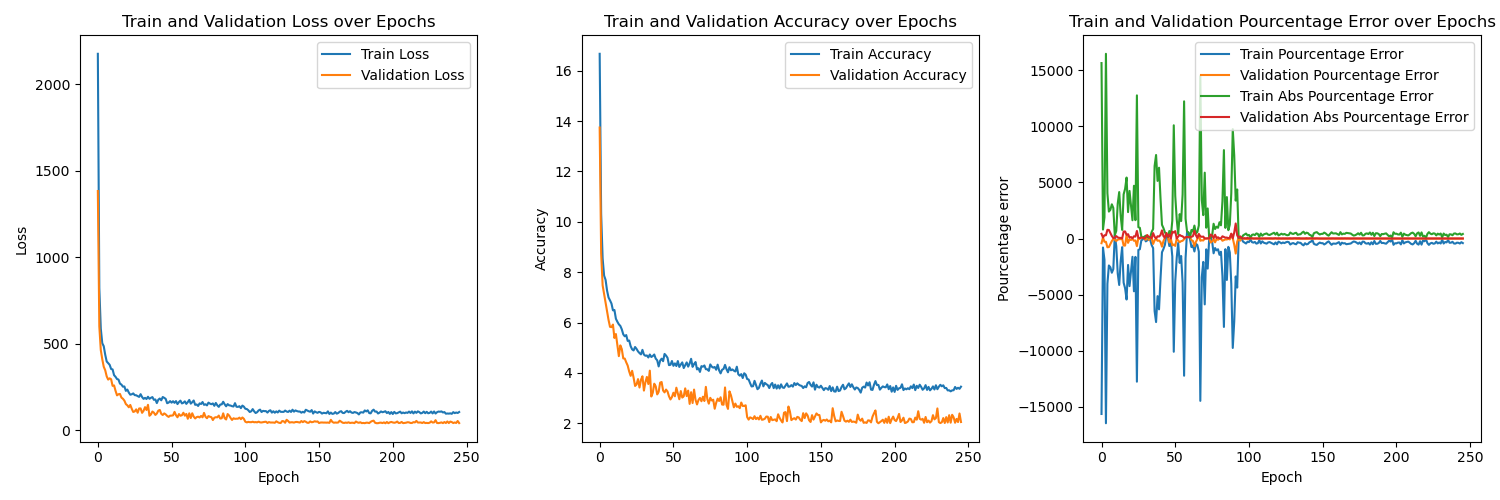 Train and Validation Loss over Epochs
Train Loss
Validation Loss
2000
1500
1000
500
0
Loss
0 50 100 150 200 250
Epoch
Train and Validation Accuracy over Epochs
Train Accuracy
Validation Accuracy
16
14
12
10
8
6
4
2
Accuracy
0 50 100 150 200 250
Epoch
Train and Validation Pourcentage Error over Epochs
Train Pourcentage Error
Validation Pourcentage Error
Train Abs Pourcentage Error
Validation Abs Pourcentage Error
15000
10000
5000
0
−5000
−10000
−15000
Pourcentage error
0 50 100 150 200 250
Epoch